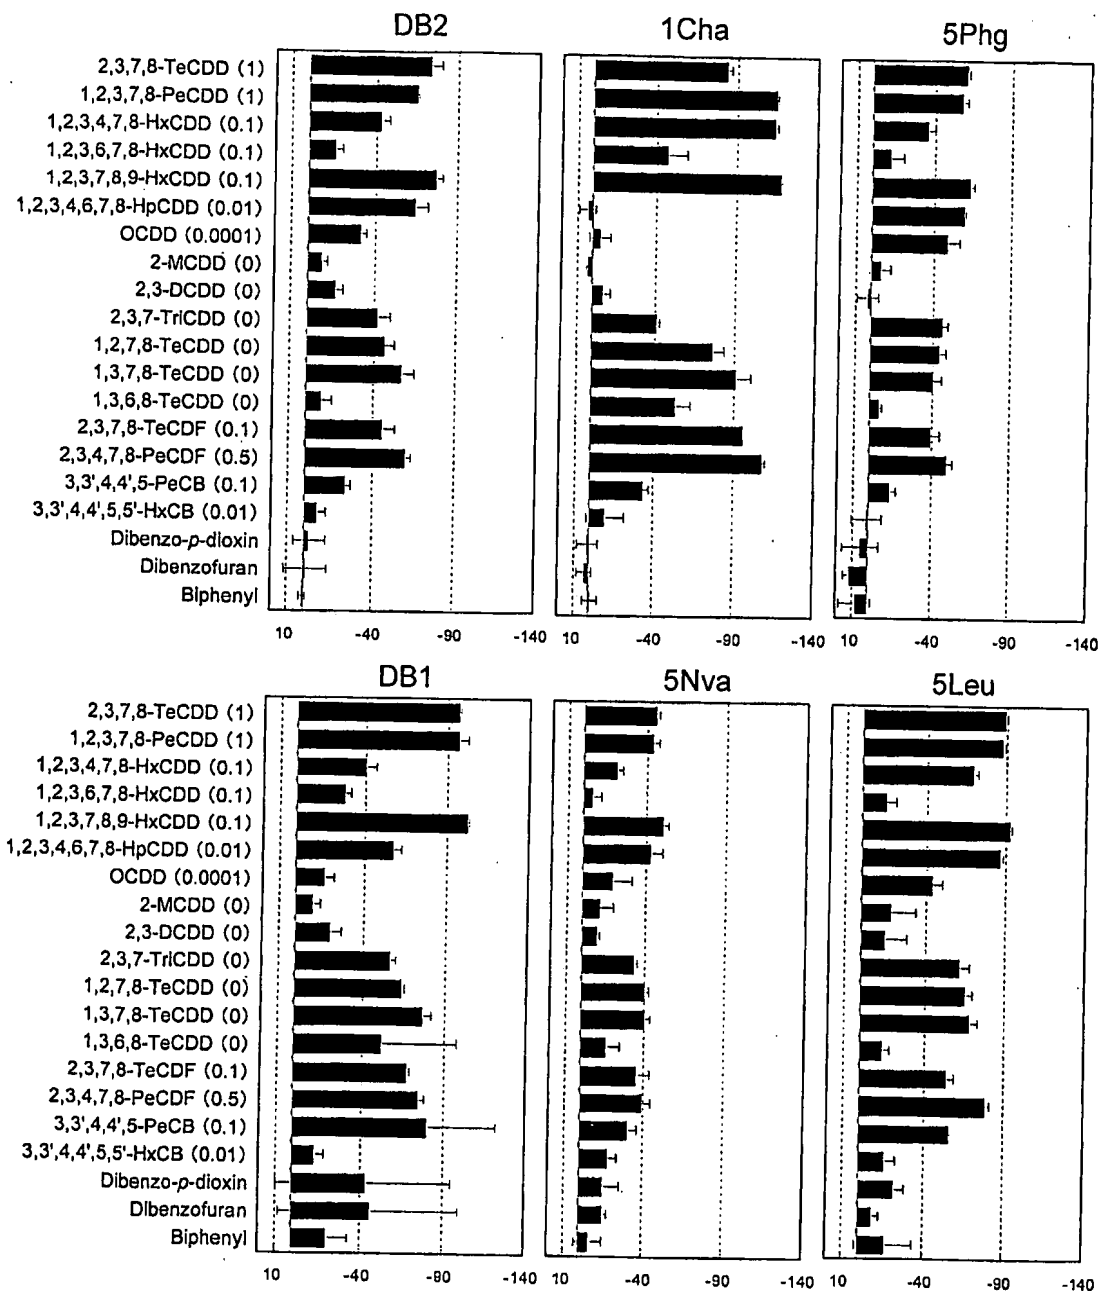 DB2 1Cha 5Phg
2,3,7,8-TeCDD (1)
1,2,3,7,8-PeCDD (1)
1,2,3,4,7,8-HxCDD (0.1)
1,2,3,6,7,8-HxCDD (0.1)
1,2,3,7,8,9-HxCDD (0.1)
1,2,3,4,6,7,8-HpCDD (0.01)
OCDD (0.0001)
2-MCDD (0)
2,3-DCDD (0)
2,3,7-TriCDD (0)
1,2,7,8-TeCDD (0)
1,3,7,8-TeCDD (0)
1,3,6,8-TeCDD (0)
2,3,7,8-TeCDF (0.1)
2,3,4,7,8-PeCDF (0.5)
3,3',4,4',5-PeCB (0.1)
3,3',4,4',5,5'-HxCB (0.01)
Dibenzo-p-dioxin
Dibenzofuran
Biphenyl
10 -40 -90 -140 10 -40 -90 -140 10 -40 -90 -140
DB1 5Nva 5Leu
2,3,7,8-TeCDD (1)
1,2,3,7,8-PeCDD (1)
1,2,3,4,7,8-HxCDD (0.1)
1,2,3,6,7,8-HxCDD (0.1)
1,2,3,7,8,9-HxCDD (0.1)
1,2,3,4,6,7,8-HpCDD (0.01)
OCDD (0.0001)
2-MCDD (0)
2,3-DCDD (0)
2,3,7-TriCDD (0)
1,2,7,8-TeCDD (0)
1,3,7,8-TeCDD (0)
1,3,6,8-TeCDD (0)
2,3,7,8-TeCDF (0.1)
2,3,4,7,8-PeCDF (0.5)
3,3',4,4',5-PeCB (0.1)
3,3',4,4',5,5'-HxCB (0.01)
Dibenzo-p-dioxin
Dibenzofuran
Biphenyl
10 -40 -90 -140 10 -40 -90 -140 10 -40 -90 -140